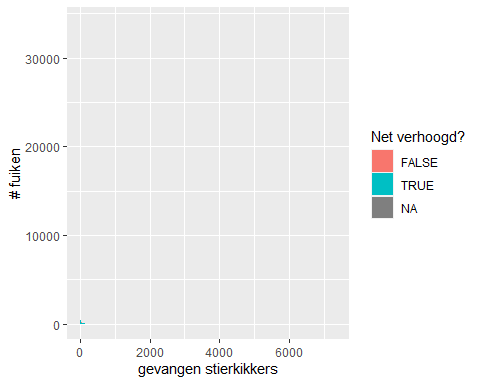 30000
20000
10000
0
# fuiken
0 2000 4000 6000
gevangen stierkikkers
Net verhoogd?
FALSE
TRUE
NA